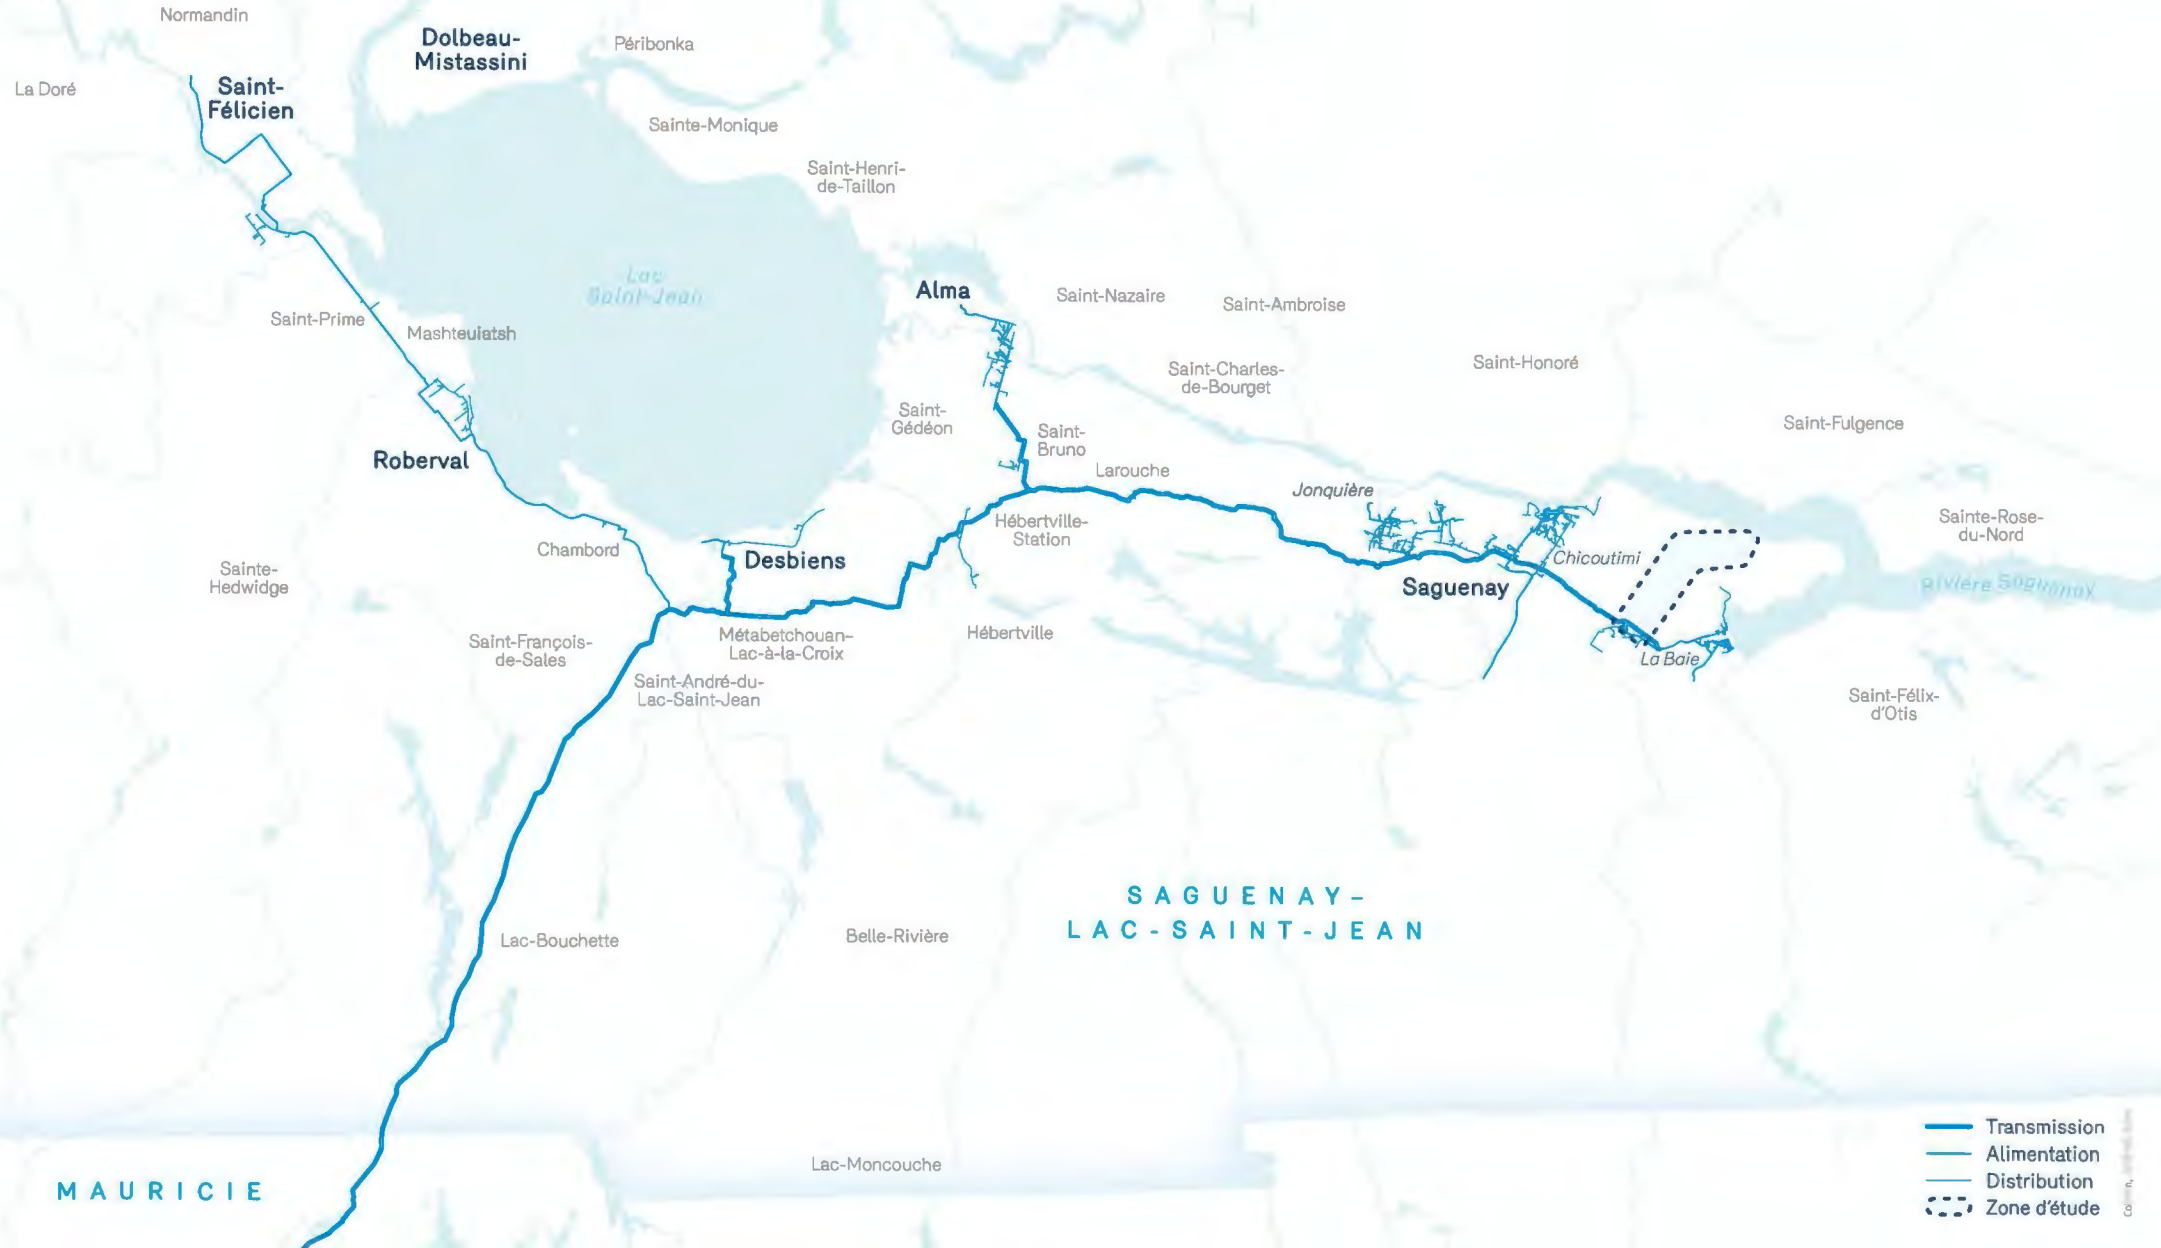 Normandin
Dolbeau-
Mistassini
Péribonka
La Doré
Saint-
Félicien
Sainte-Monique
Saint-Henri-
de-Taillon
Lac
Saint-Jean
Alma
Saint-Nazaire
Saint-Ambroise
Saint-Prime
Mashteuiatsh
Saint-Charles-
de-Bourget
Saint-Honoré
Saint-
Gédéon
Saint-
Bruno
Saint-Fulgence
Roberval
Larouche
Jonquière
Hébertville-
Station
Sainte-Rose-
du-Nord
Chambord
Desbiens
Chicoutimi
Sainte-
Hedwidge
Saguenay
Rivière Saguenay
Saint-François-
de-Sales
Métabetchouan-
Lac-à-la-Croix
Hébertville
La Baie
Saint-André-du-
Lac-Saint-Jean
Saint-Félix-
d'Otis
SAGUENAY-
LAC-SAINT-JEAN
Lac-Bouchette
Belle-Rivière
Lac-Moncouche
MAURICIE
Transmission
Alimentation
Distribution
Zone d'étude